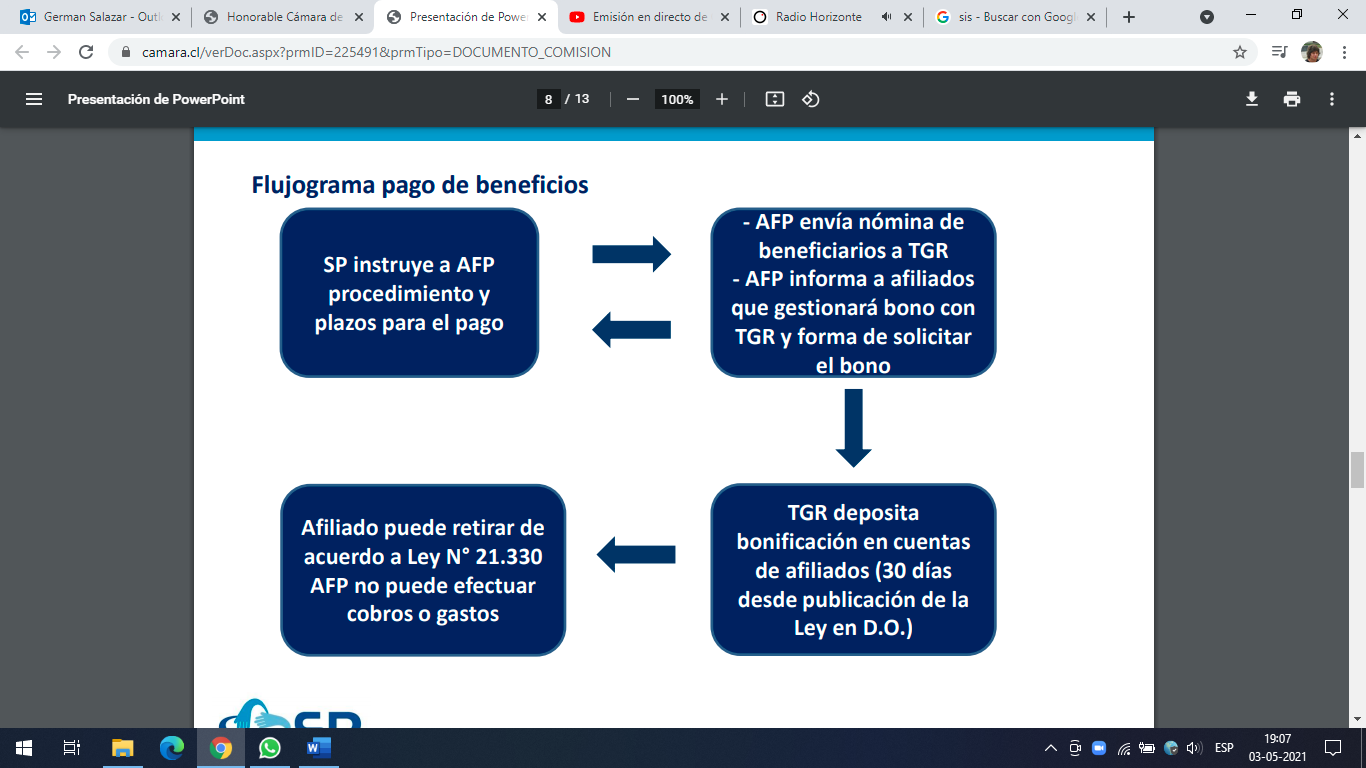 German Salazar - Outl
Honorable Cámara de
Presentación de Power
Emisión en directo de
Radio Horizonte
sis - Buscar con Google
camara.cl/verDoc.aspx?prmID=225491&prmTipo=DOCUMENTO_COMISION
Presentación de PowerPoint
8 / 13
100%
Flujograma pago de beneficios
SP instruye a AFP
procedimiento y
plazos para el pago
- AFP envía nómina de
beneficiarios a TGR
- AFP informa a afiliados
que gestionará bono con
TGR y forma de solicitar
el bono
Afiliado puede retirar de
acuerdo a Ley N° 21.330
AFP no puede efectuar
cobros o gastos
TGR deposita
bonificación en cuentas
de afiliados (30 días
desde publicación de la
Ley en D.O.)
SP
ESP
19:07
03-05-2021